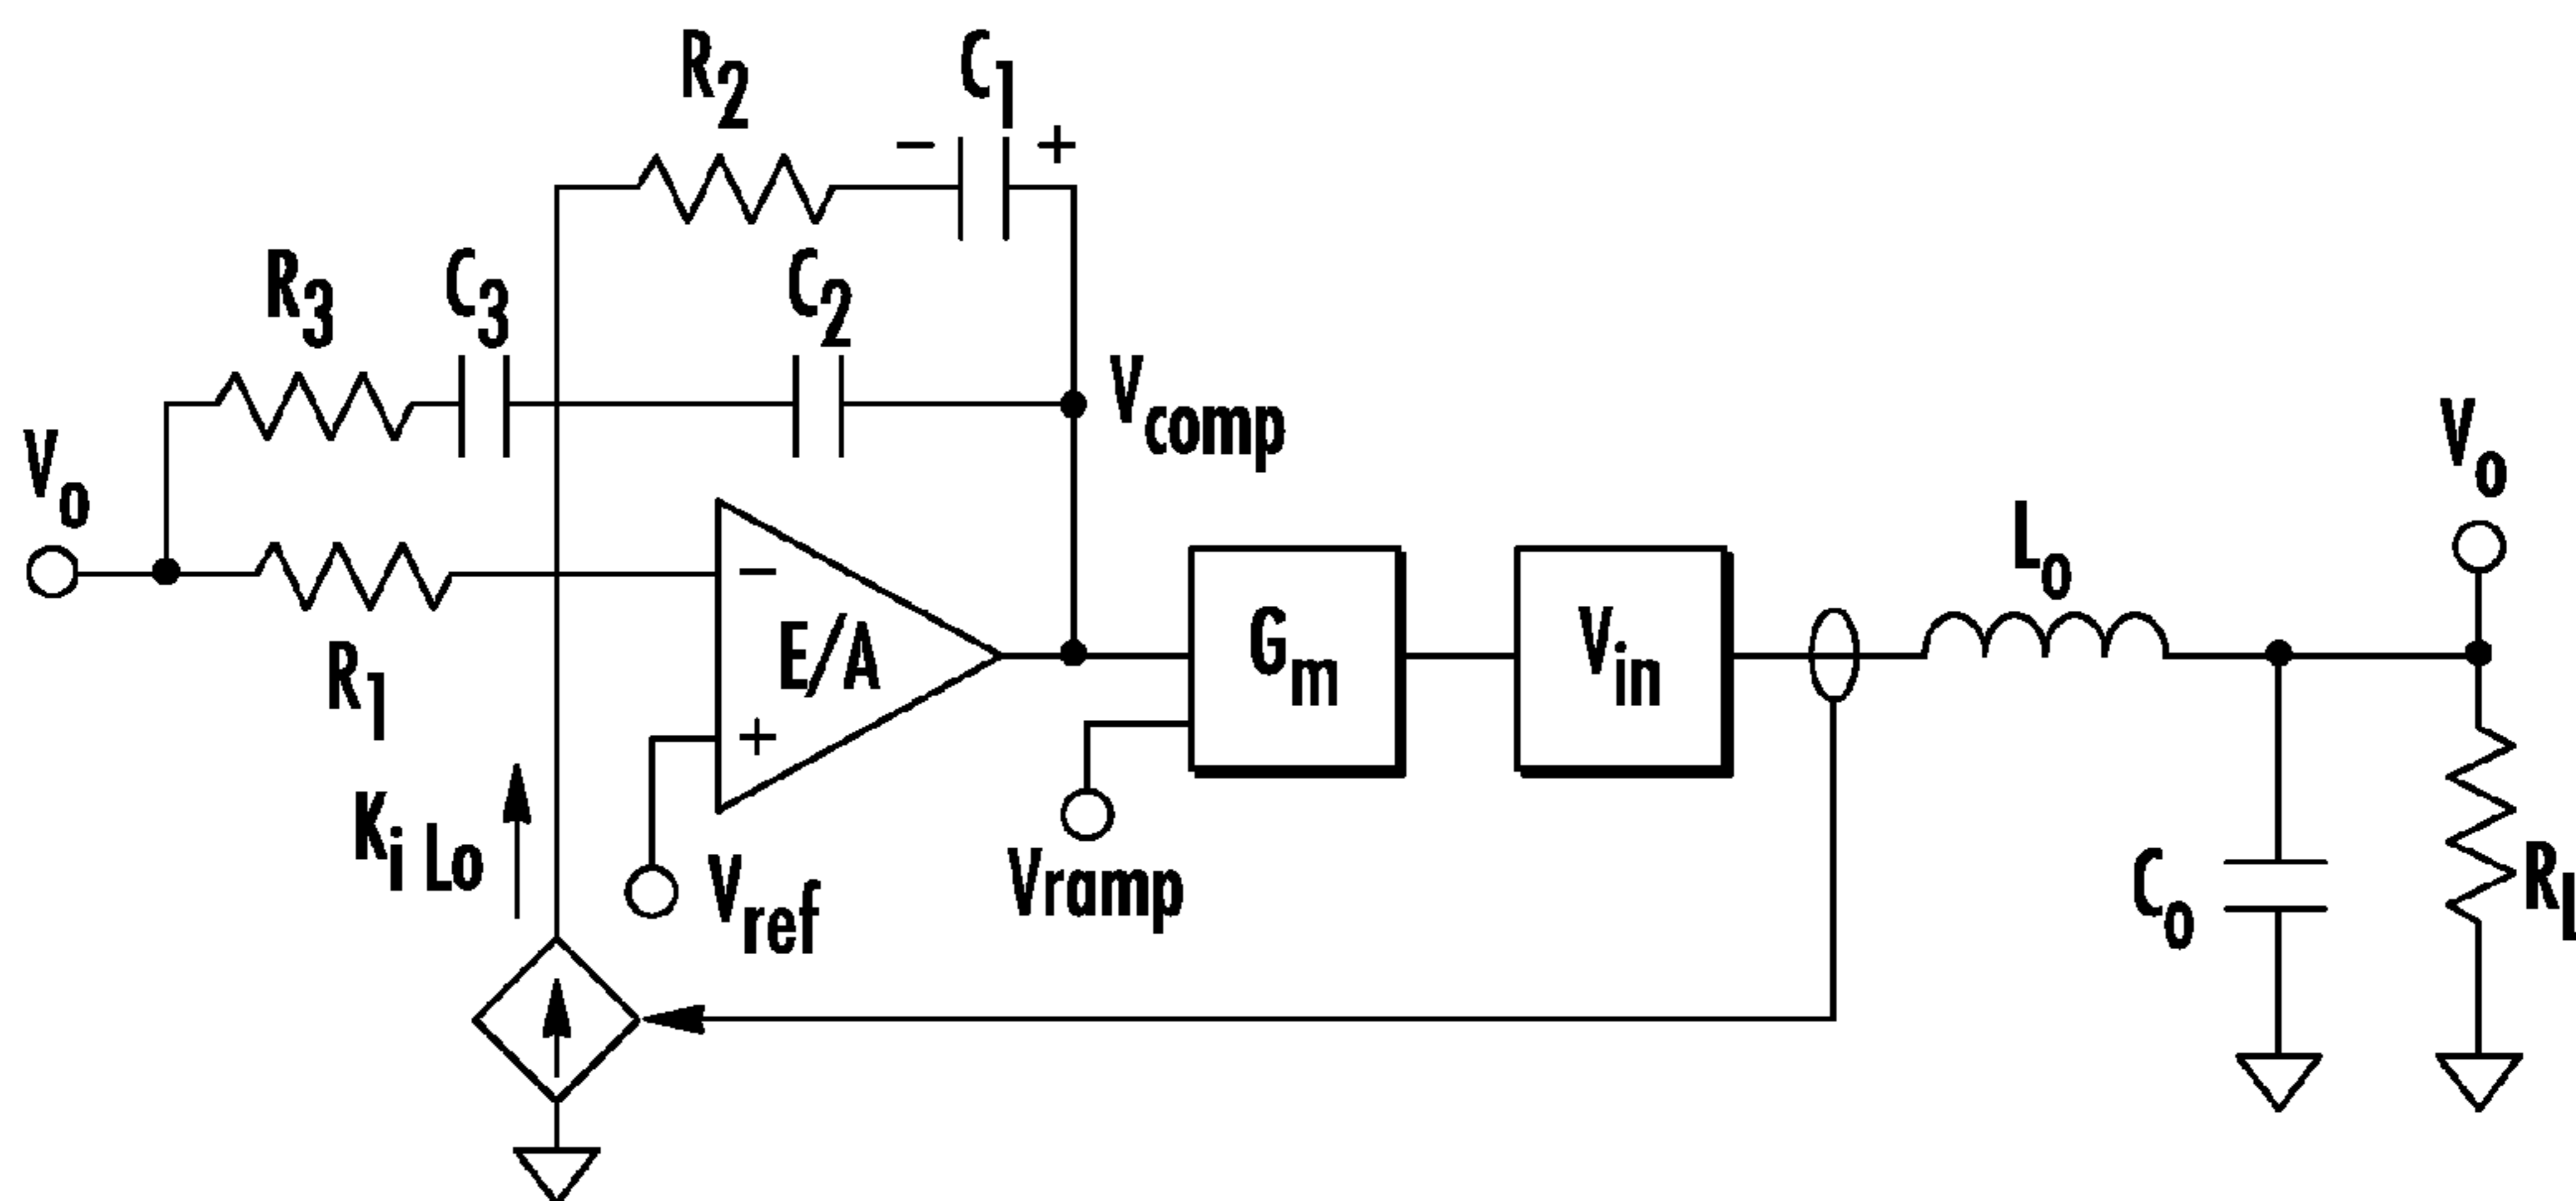 R2
C1
− +
R3
C3
C2
Vcomp
Vo
Vo
Lo
−
E/A
+
Gm
Vin
R1
Ki Lo
Vref
Vramp
Co
RL